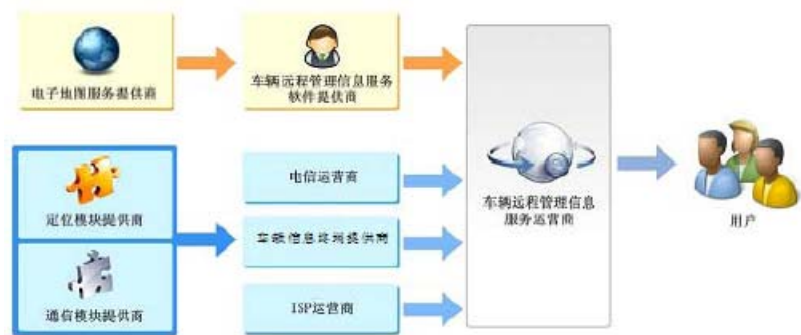 电子地图服务提供商
车辆远程管理信息服务
软件提供商
定位模块提供商
通信模块提供商
电信运营商
车辆信息终端提供商
ISP运营商
车辆远程管理信息
服务运营商
用户